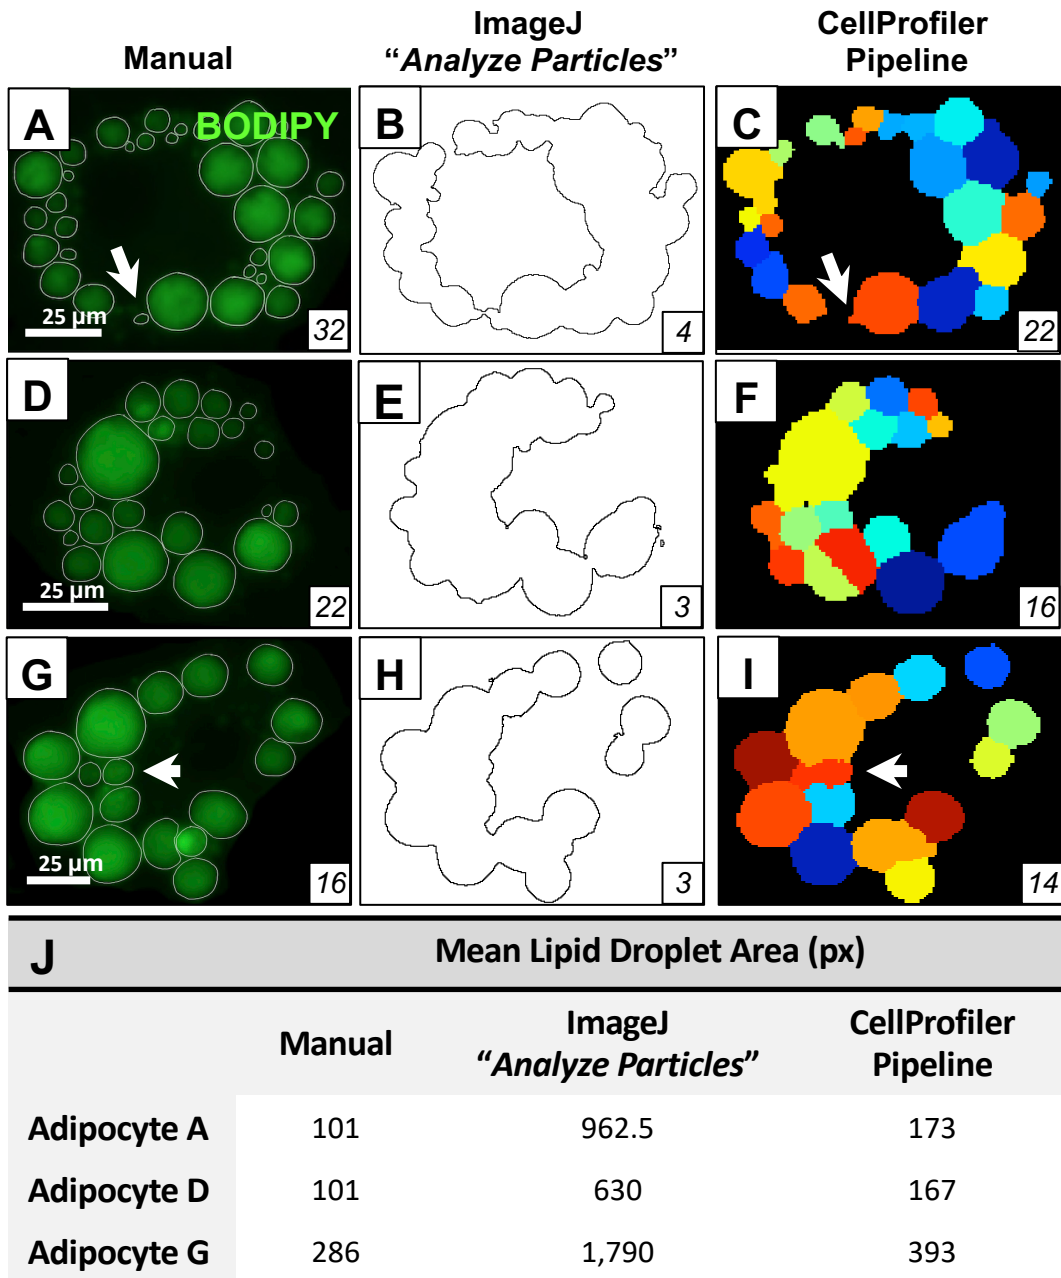 Manual
ImageJ
“Analyze Particles”
CellProfiler
Pipeline
A
BODIPY
25 μm
32
B
4
C
22
D
25 μm
22
E
3
F
16
G
25 μm
16
H
3
I
14
J
Mean Lipid Droplet Area (px)
Manual
ImageJ
“Analyze Particles”
CellProfiler
Pipeline
Adipocyte A 101 962.5 173
Adipocyte D 101 630 167
Adipocyte G 286 1,790 393